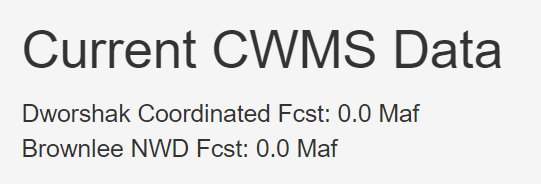 Current CWMS Data
Dworshak Coordinated Fcst: 0.0 Maf
Brownlee NWD Fcst: 0.0 Maf